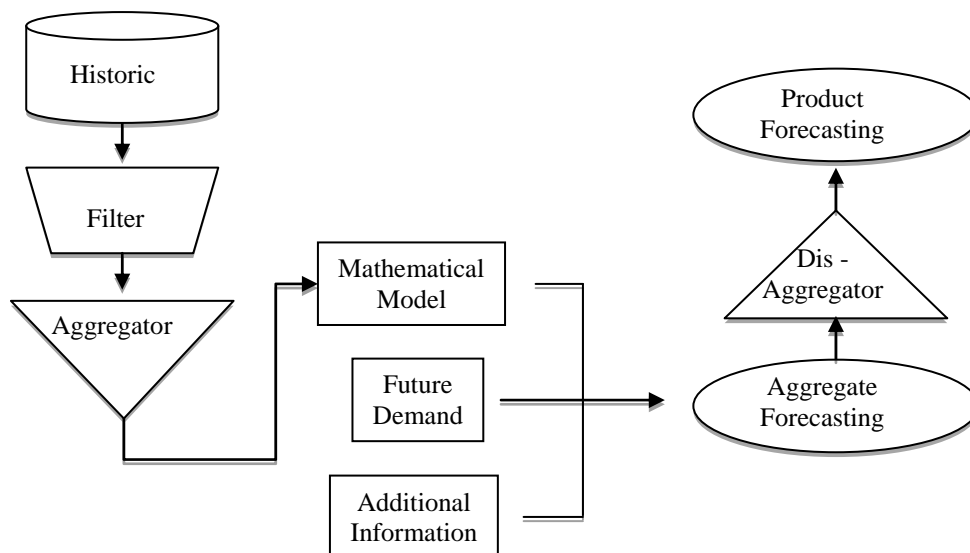 Historic
Filter
Aggregator
Mathematical
Model
Future
Demand
Additional
Information
Product
Forecasting
Dis -
Aggregator
Aggregate
Forecasting